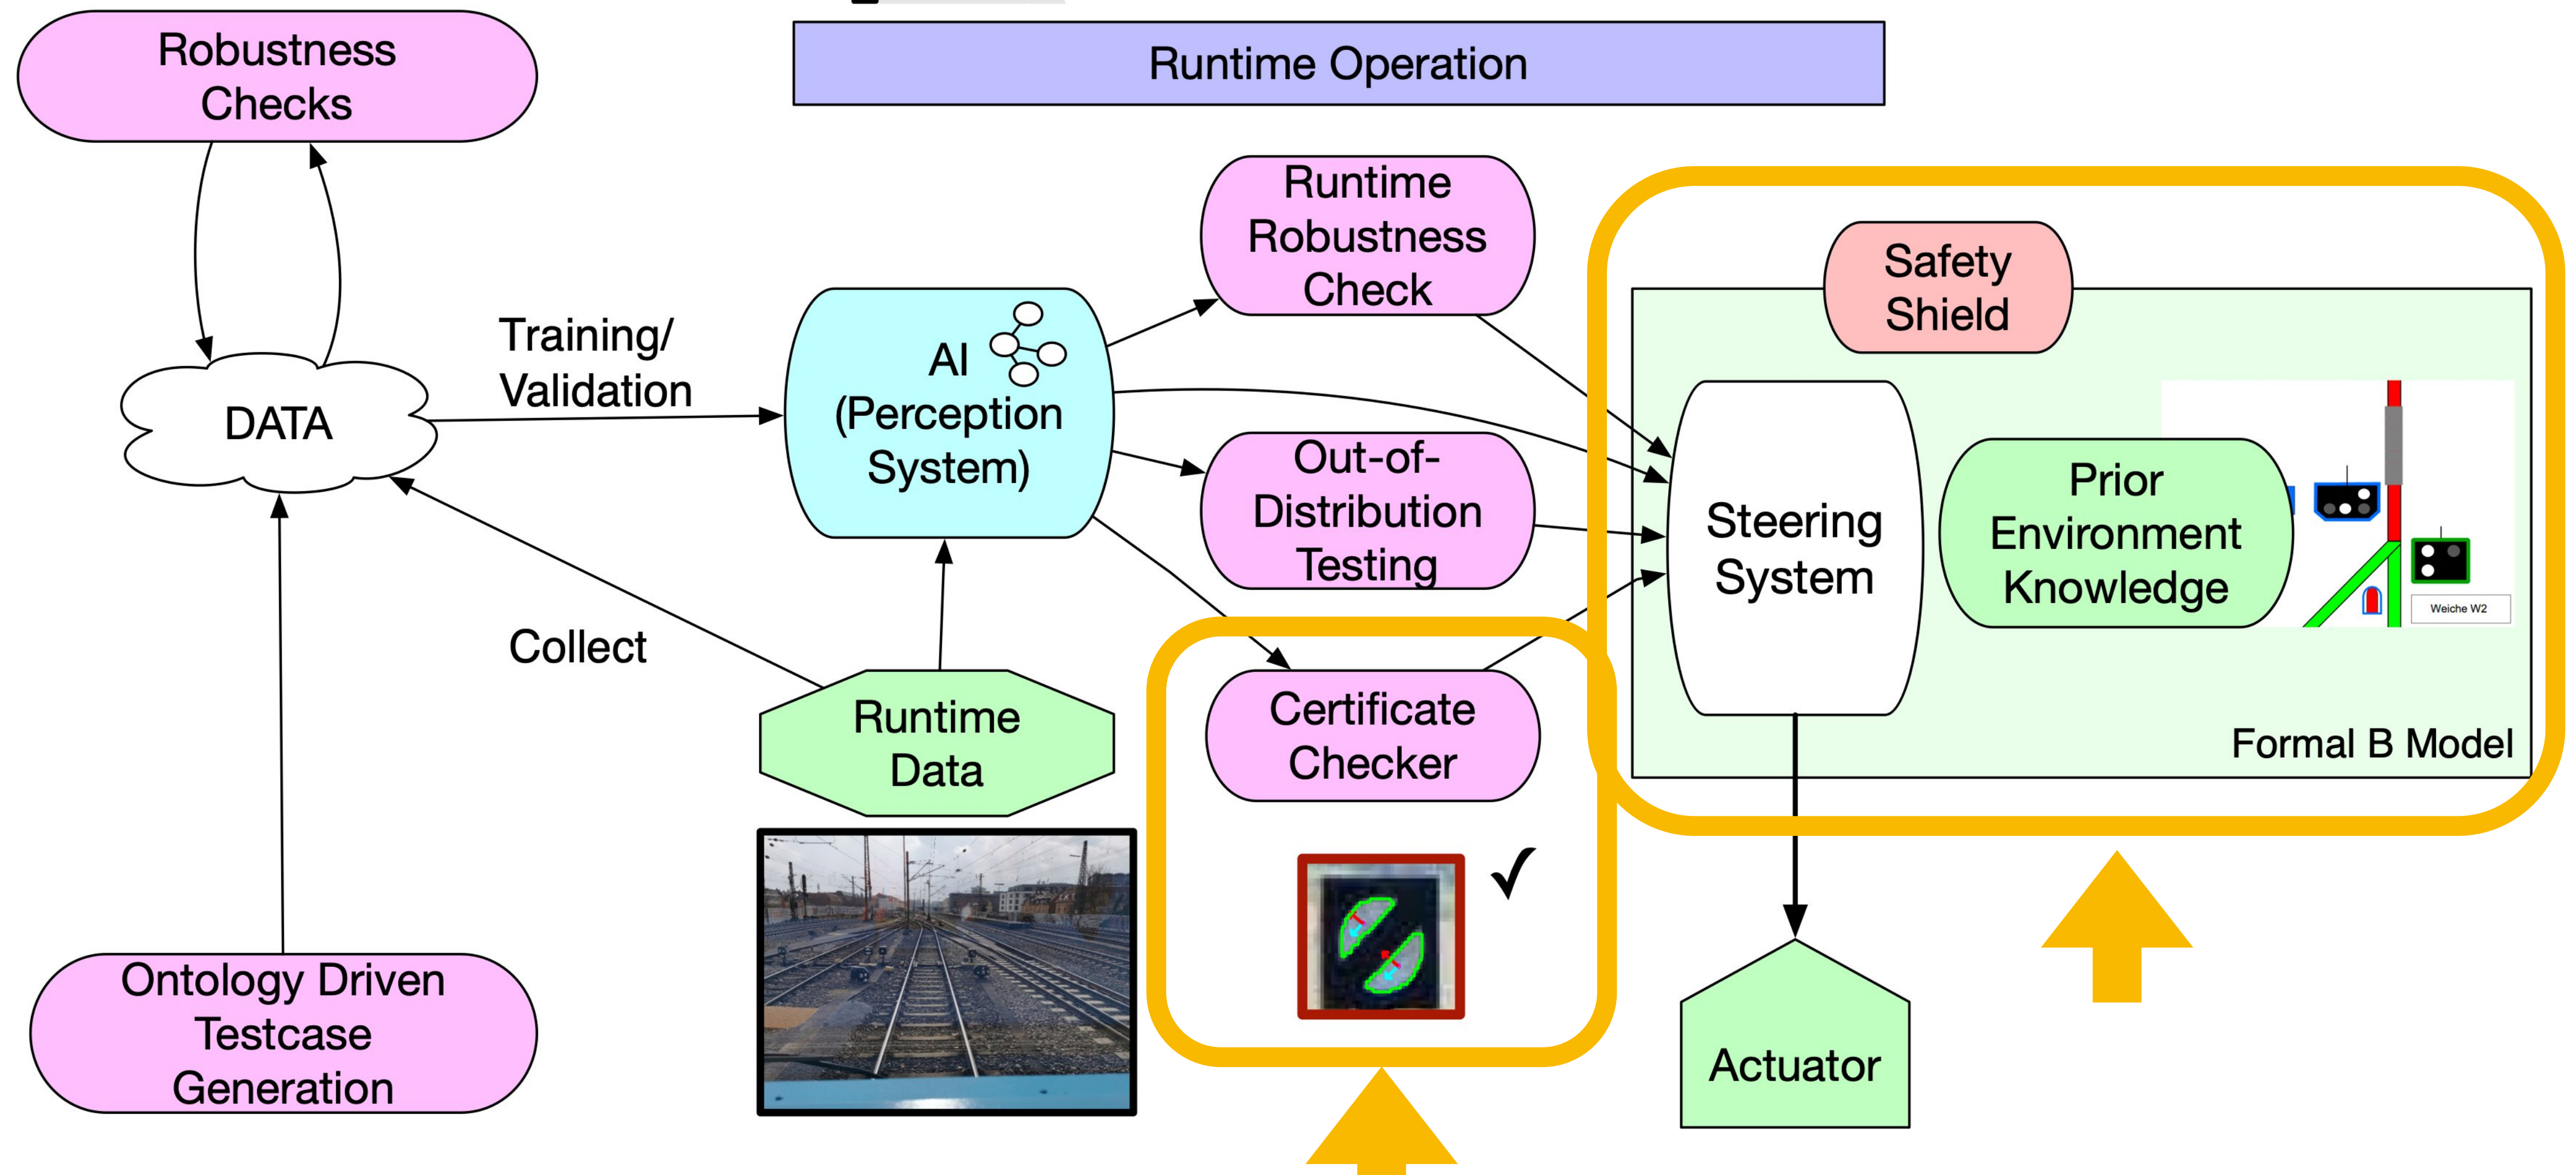 Robustness
Checks
Runtime Operation
Runtime
Robustness
Check
Safety
Shield
Training/
Validation
AI
(Perception
System)
DATA
Out-of-
Distribution
Testing
Steering
System
Prior
Environment
Knowledge
Weiche W2
Collect
Runtime
Data
Certificate
Checker
Formal B Model
Ontology Driven
Testcase
Generation
Actuator